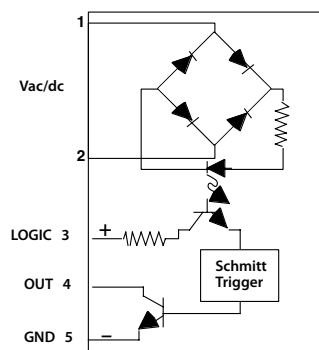 1
Vac/dc
2
LOGIC 3 +
Schmitt
Trigger
OUT 4
GND 5 –